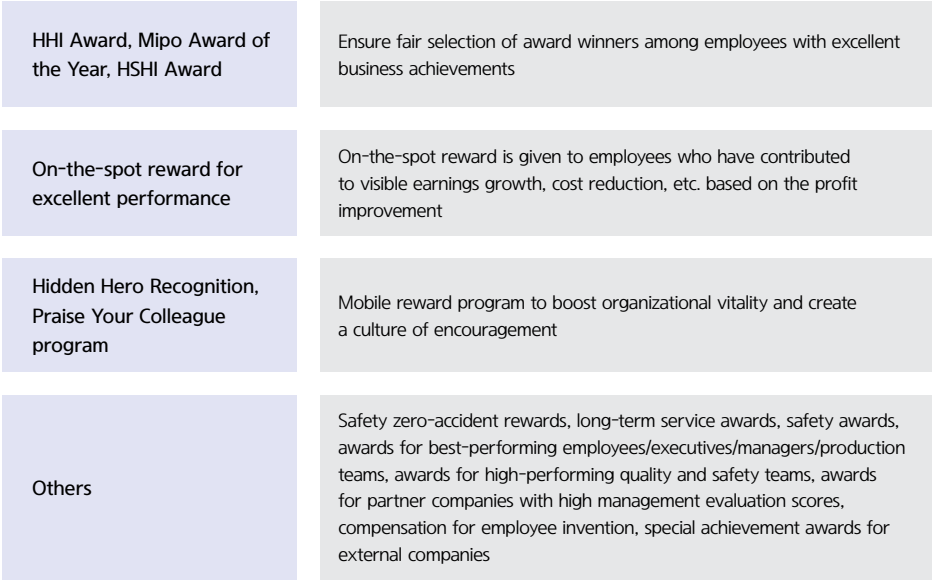 HHI Award, Mipo Award of
the Year, HSHI Award
Ensure fair selection of award winners among employees with excellent
business achievements
On-the-spot reward for
excellent performance
On-the-spot reward is given to employees who have contributed
to visible earnings growth, cost reduction, etc. based on the profit
improvement
Hidden Hero Recognition,
Praise Your Colleague
program
Mobile reward program to boost organizational vitality and create
a culture of encouragement
Others
Safety zero-accident rewards, long-term service awards, safety awards,
awards for best-performing employees/executives/managers/production
teams, awards for high-performing quality and safety teams, awards
for partner companies with high management evaluation scores,
compensation for employee invention, special achievement awards for
external companies